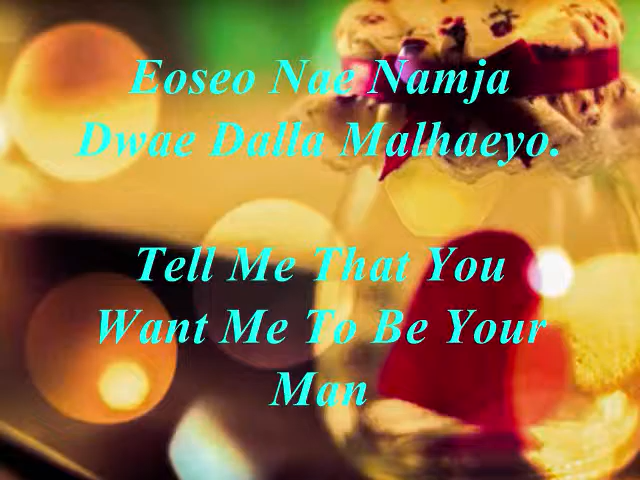 Eoseo Nae Namja
Dwae Dalla Malhaeyo.
Tell Me That You
Want Me To Be Your
Man